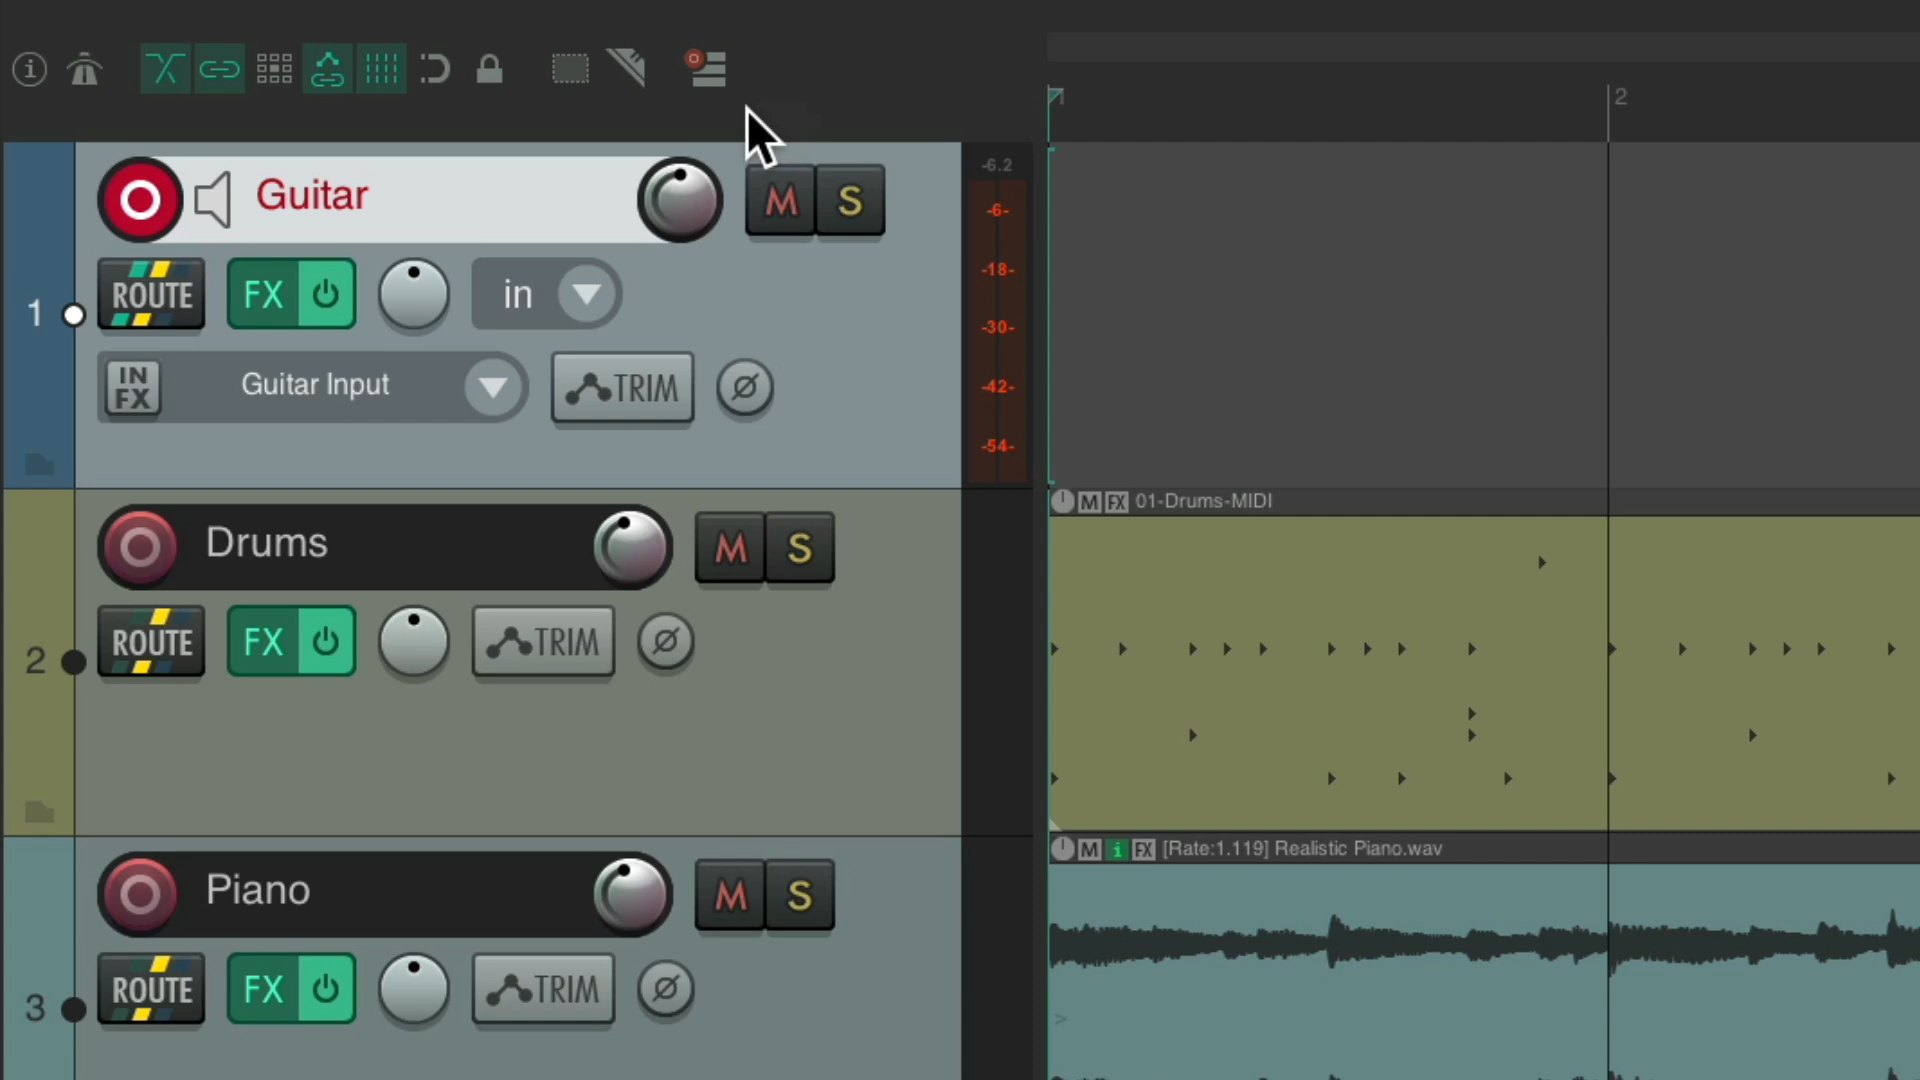 1 2
Guitar M S -6.2
-6-
1 ROUTE FX in -18-
-30-
IN FX Guitar Input TRIM Ø -42-
-54-
M FX 01-Drums-MIDI
Drums M S
2 ROUTE FX TRIM Ø
M i FX [Rate:1.119] Realistic Piano.wav
Piano M S
3 ROUTE FX TRIM Ø